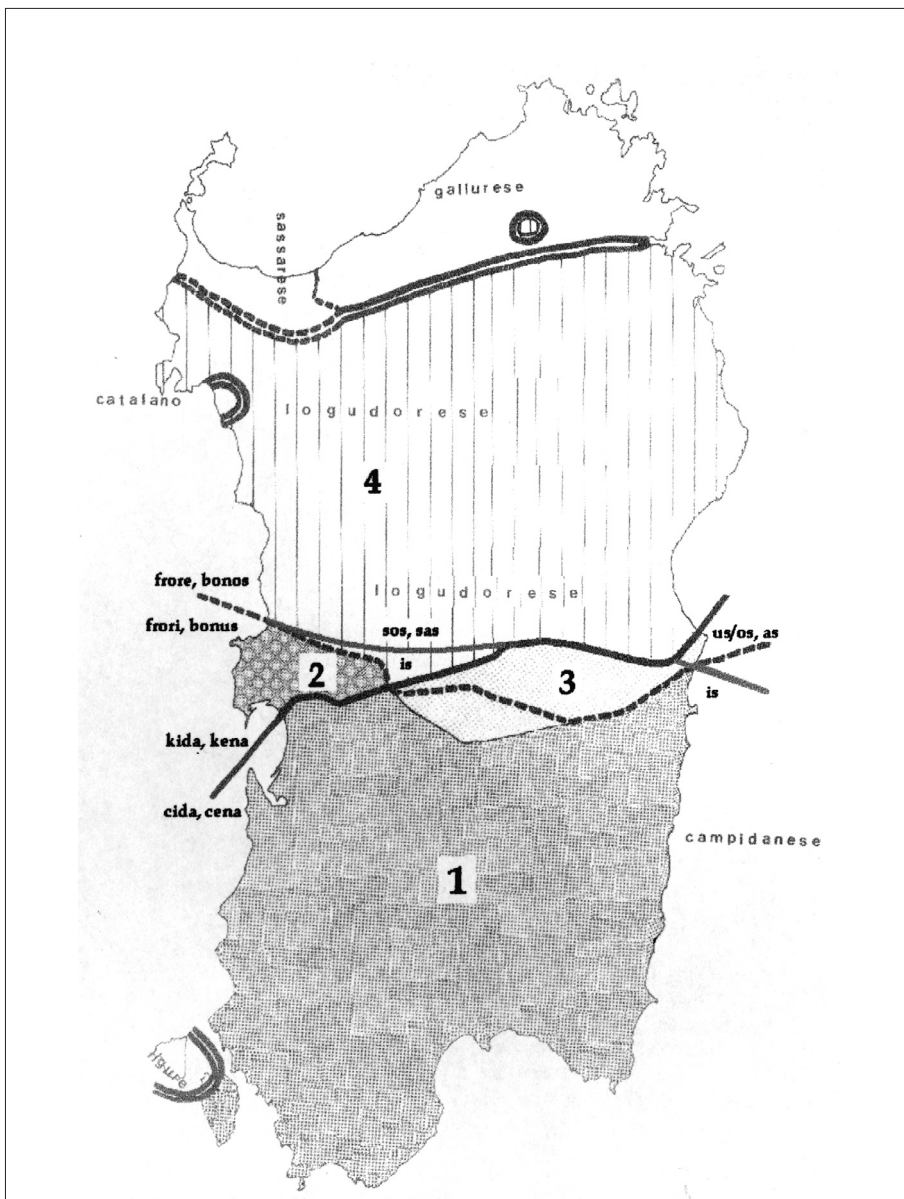 gallurese
sassarese
catalano
logudorese
4
logudorese
frore, bonos
frori, bonus
sos, sas
is
us/os, as
is
2
3
kida, kena
cida, cena
campidanese
1
ligure